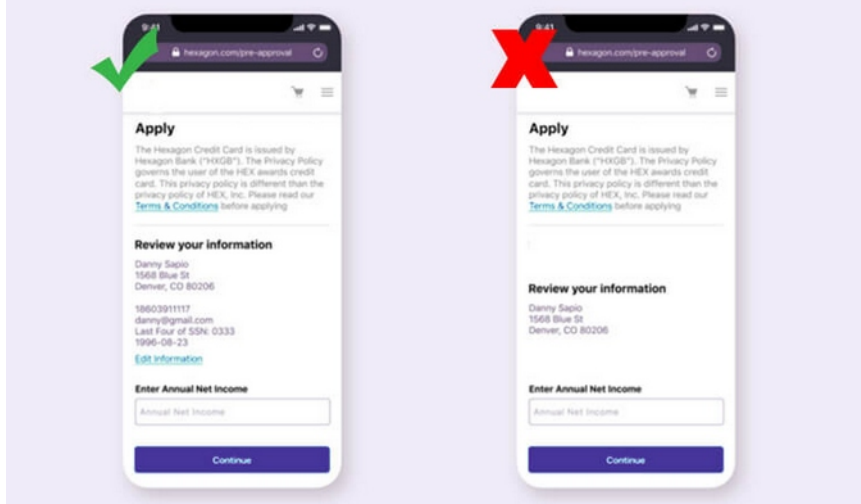 9:41
hexagon.com/pre-approval
Apply
The Hexagon Credit Card is issued by
Hexagon Bank ("HXGB"). The Privacy Policy
governs the user of the HEX awards credit
card. This privacy policy is different than the
privacy policy of HEX, Inc. Please read our
Terms & Conditions before applying
Review your information
Danny Sapio
1568 Blue St
Denver, CO 80206
18603911117
danny@gmail.com
Last Four of SSN: 0333
1996-08-23
Edit Information
Enter Annual Net Income
Annual Net Income
Continue
9:41
hexagon.com/pre-approval
Apply
The Hexagon Credit Card is issued by
Hexagon Bank ("HXGB"). The Privacy Policy
governs the user of the HEX awards credit
card. This privacy policy is different than the
privacy policy of HEX, Inc. Please read our
Terms & Conditions before applying
Review your information
Danny Sapio
1568 Blue St
Denver, CO 80206
Enter Annual Net Income
Annual Net Income
Continue